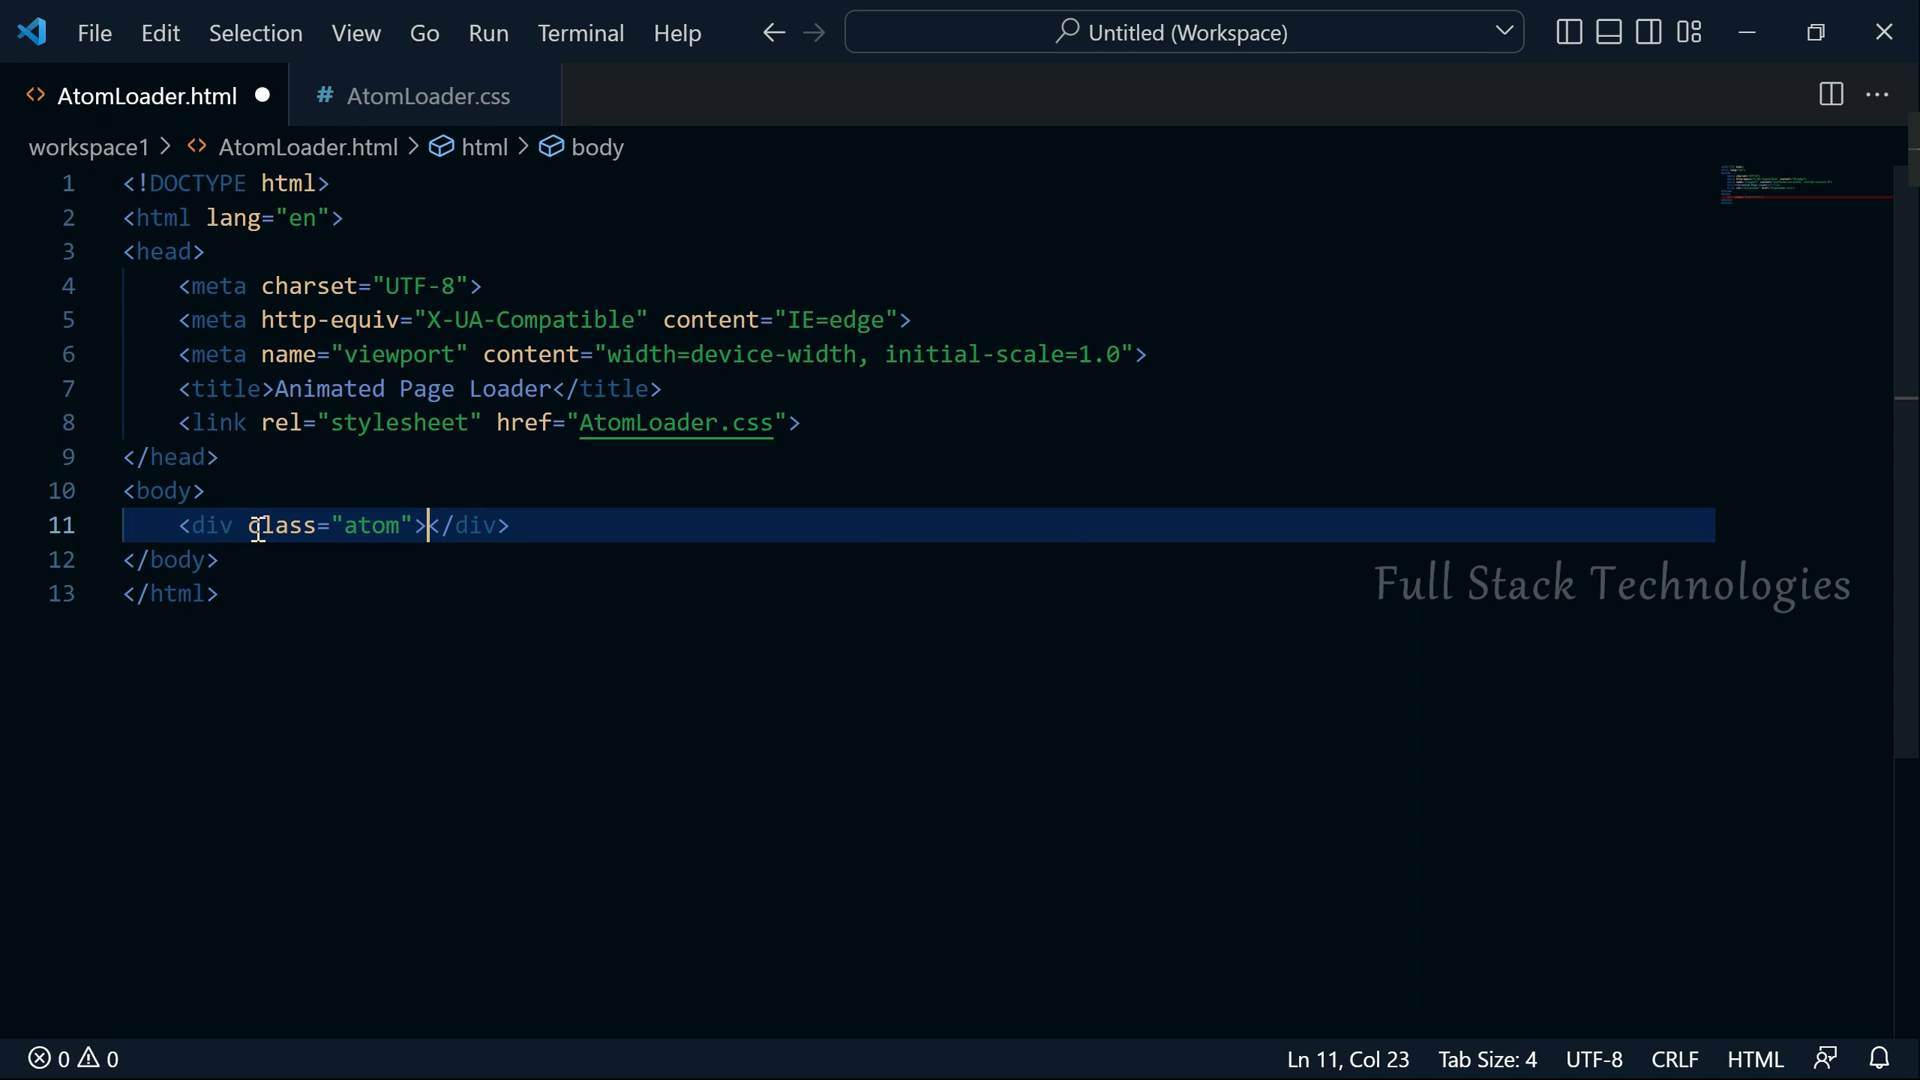 File Edit Selection View Go Run Terminal Help Untitled (Workspace)
AtomLoader.html # AtomLoader.css
workspace1 > AtomLoader.html > html > body
1 <!DOCTYPE html>
2 <html lang="en">
3 <head>
4 <meta charset="UTF-8">
5 <meta http-equiv="X-UA-Compatible" content="IE=edge">
6 <meta name="viewport" content="width=device-width, initial-scale=1.0">
7 <title>Animated Page Loader</title>
8 <link rel="stylesheet" href="AtomLoader.css">
9 </head>
10 <body>
11 <div class="atom"></div>
12 </body>
13 </html>
Full Stack Technologies
0 0 Ln 11, Col 23 Tab Size: 4 UTF-8 CRLF HTML